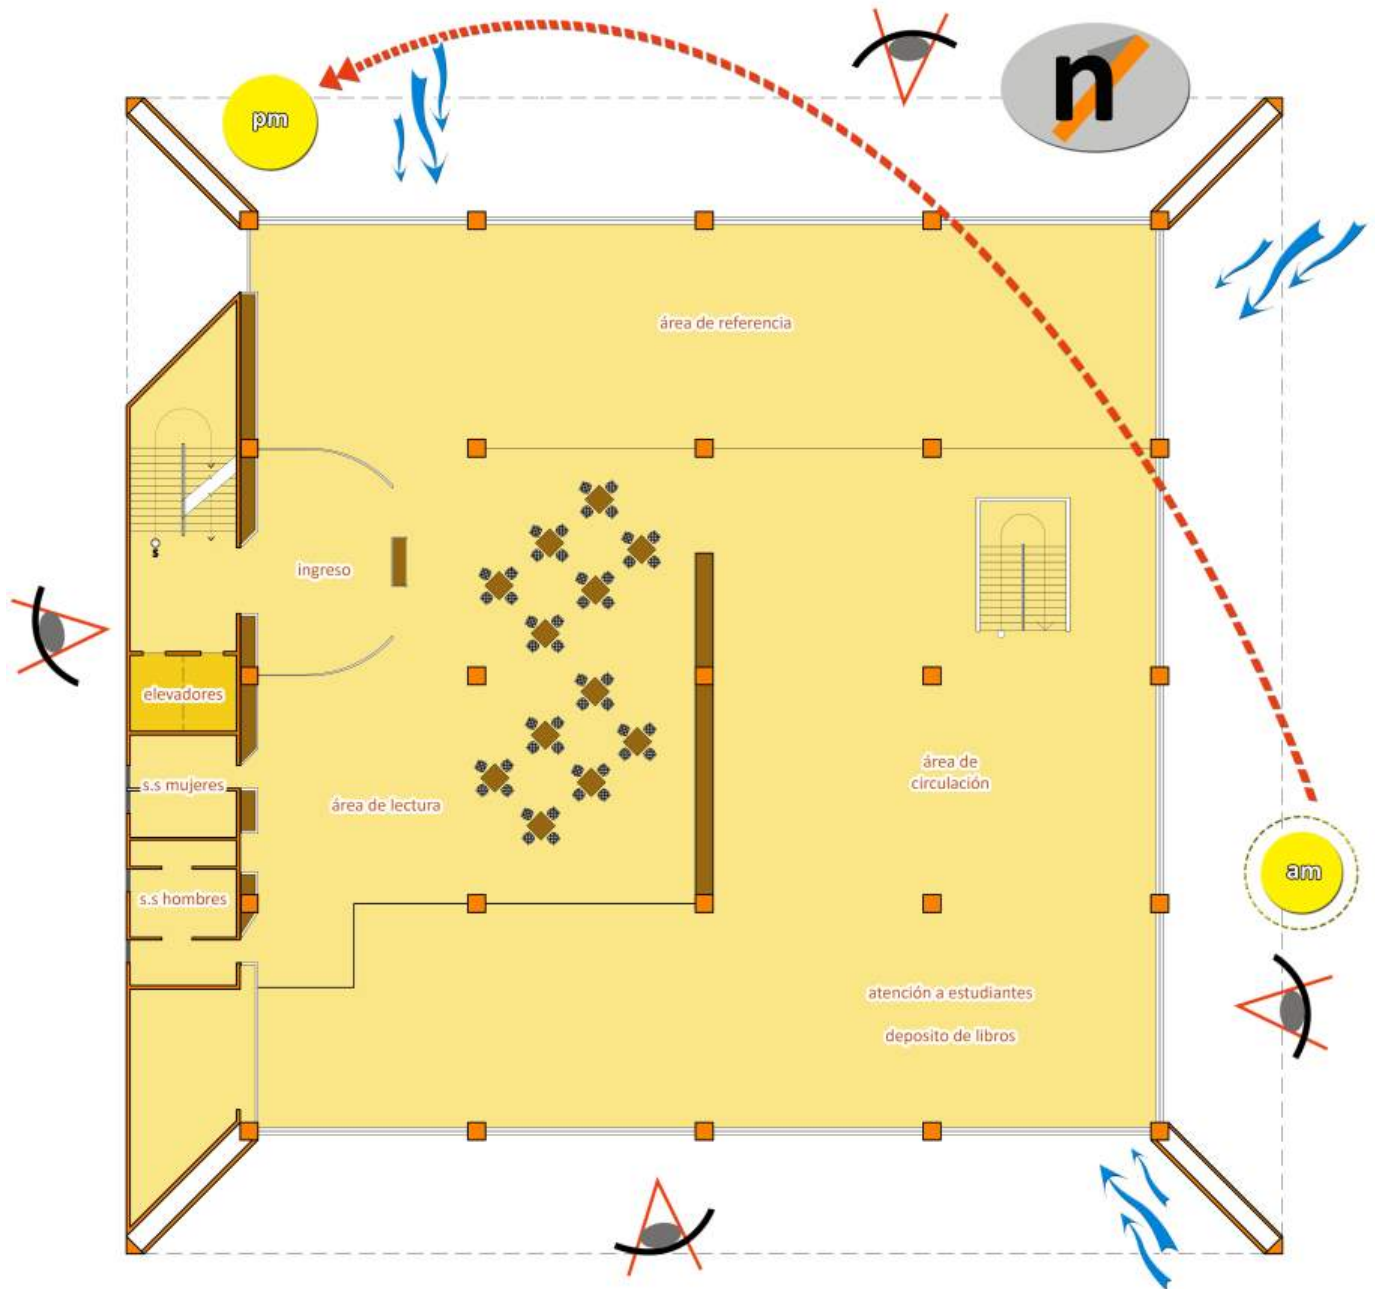 pm
n
área de referencia
ingreso
s
elevadores
s.s mujeres
área de lectura
área de
circulación
am
s.s hombres
atención a estudiantes
deposito de libros